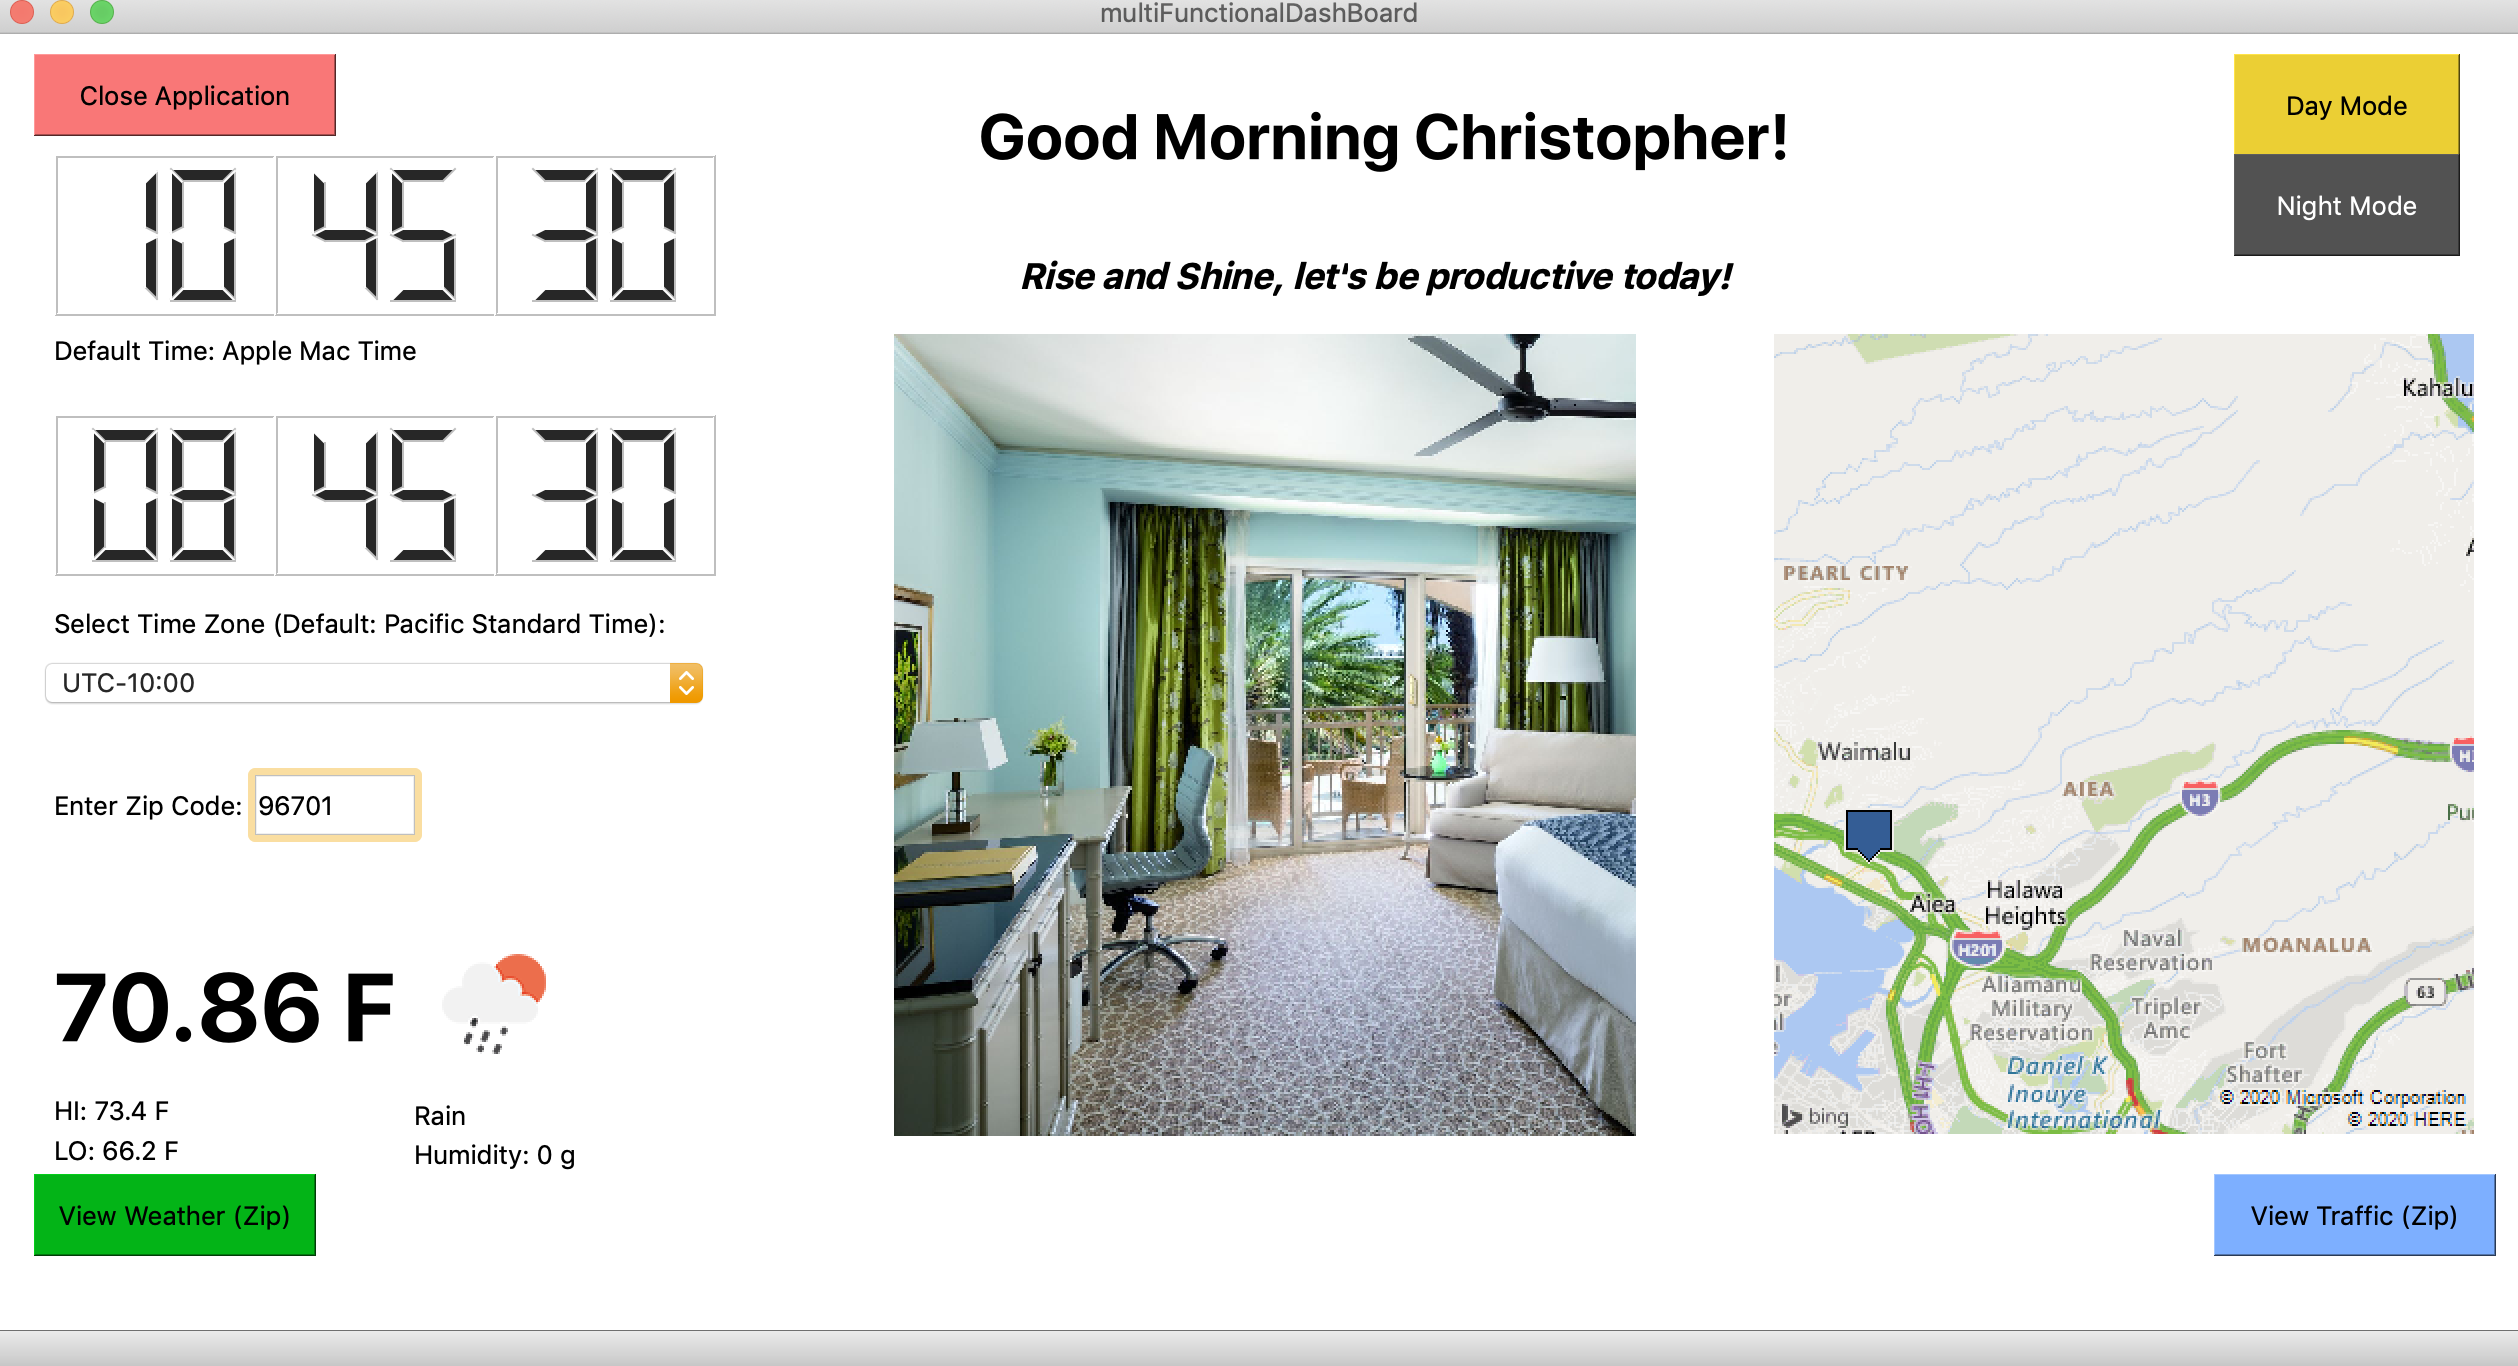 multiFunctionalDashBoard
Close Application
Good Morning Christopher!
Day Mode
Night Mode
10 45 30
Rise and Shine, let's be productive today!
Default Time: Apple Mac Time
08 45 30
Select Time Zone (Default: Pacific Standard Time):
UTC-10:00
Enter Zip Code: 96701
70.86 F
HI: 73.4 F
LO: 66.2 F
Rain
Humidity: 0 g
View Weather (Zip)
Kahalu
PEARL CITY
Waimalu
AIEA
H3
Aiea
Halawa
Heights
H201
Naval
Reservation
MOANALUA
Aliamanu
Military
Reservation
Tripler
Amc
63
Fort
Shafter
Daniel K
Inouye
International
bing
© 2020 Microsoft Corporation
© 2020 HERE
View Traffic (Zip)